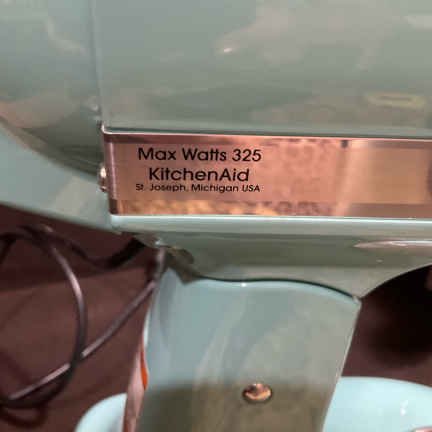 Max Watts 325
KitchenAid
St. Joseph, Michigan USA